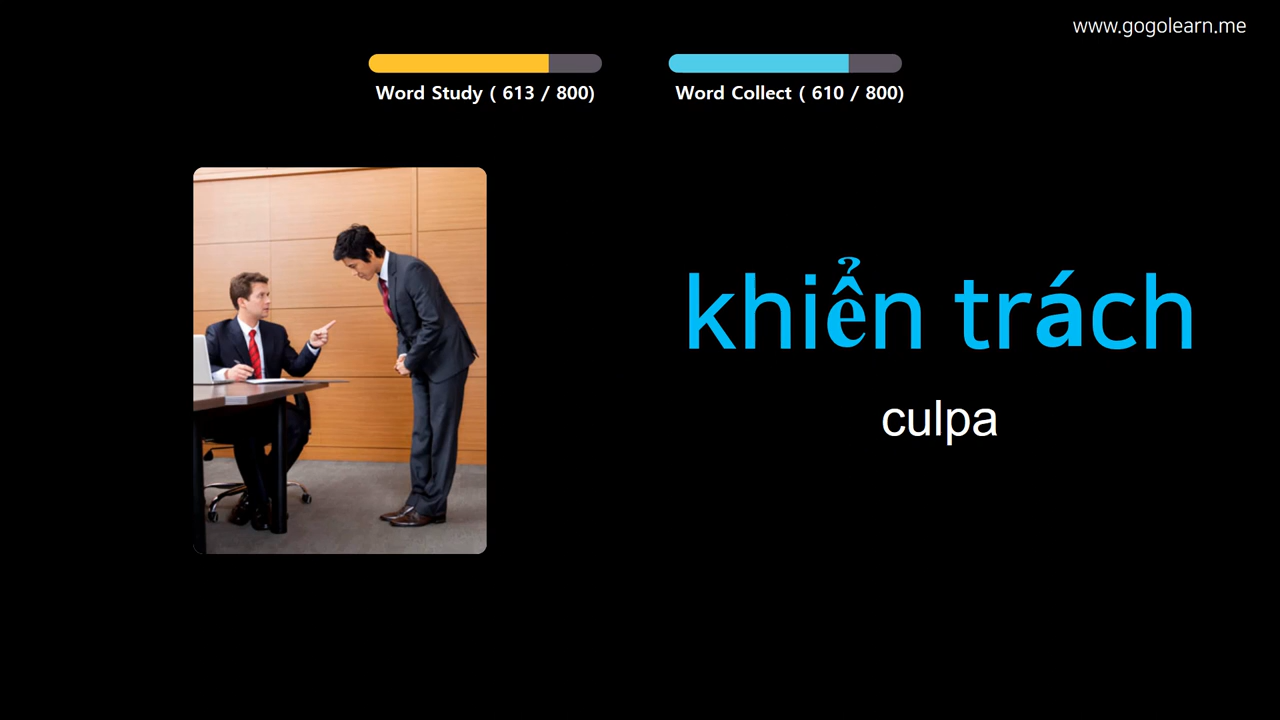 www.gogolearn.me
Word Study ( 613 / 800)
Word Collect ( 610 / 800)
khiển trách
culpa